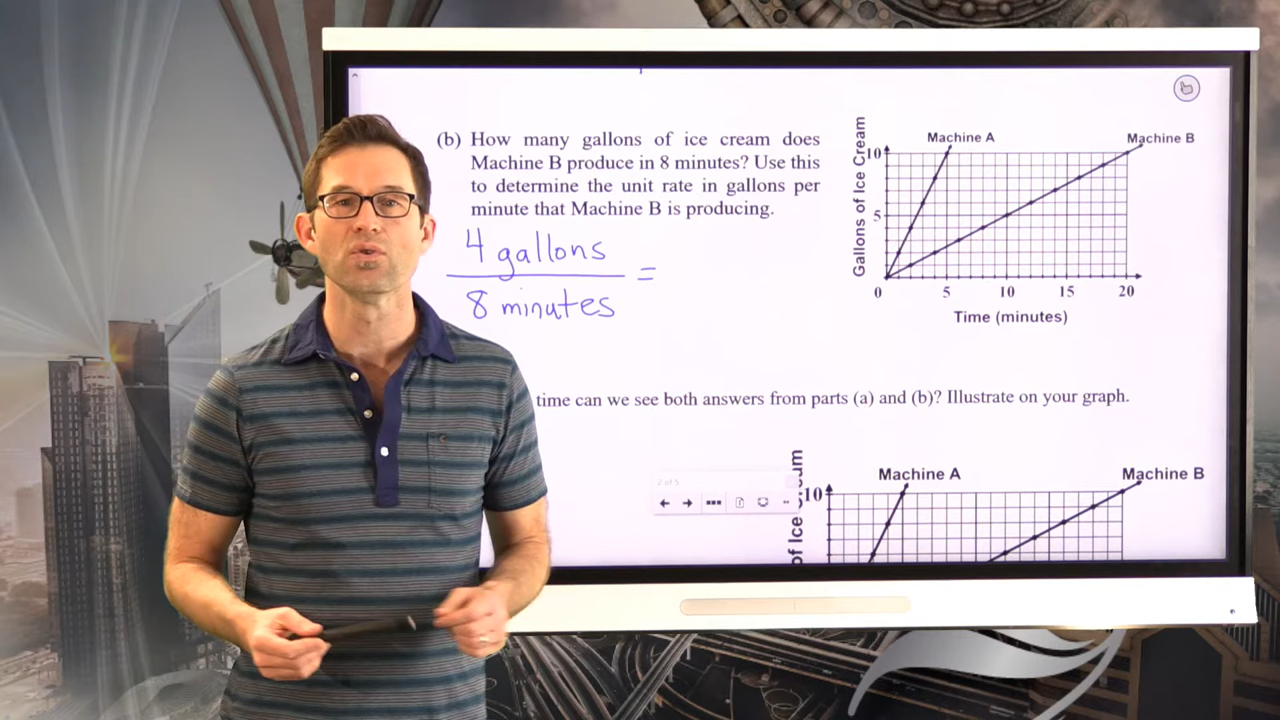 (b) How many gallons of ice cream does
Machine B produce in 8 minutes? Use this
to determine the unit rate in gallons per
minute that Machine B is producing.
4 gallons
8 minutes
=
Gallons of Ice Cream
Machine A
Machine B
10
5
0
5
10
15
20
Time (minutes)
time can we see both answers from parts (a) and (b)? Illustrate on your graph.
2 of 5
of Ice
Machine A
Machine B
10